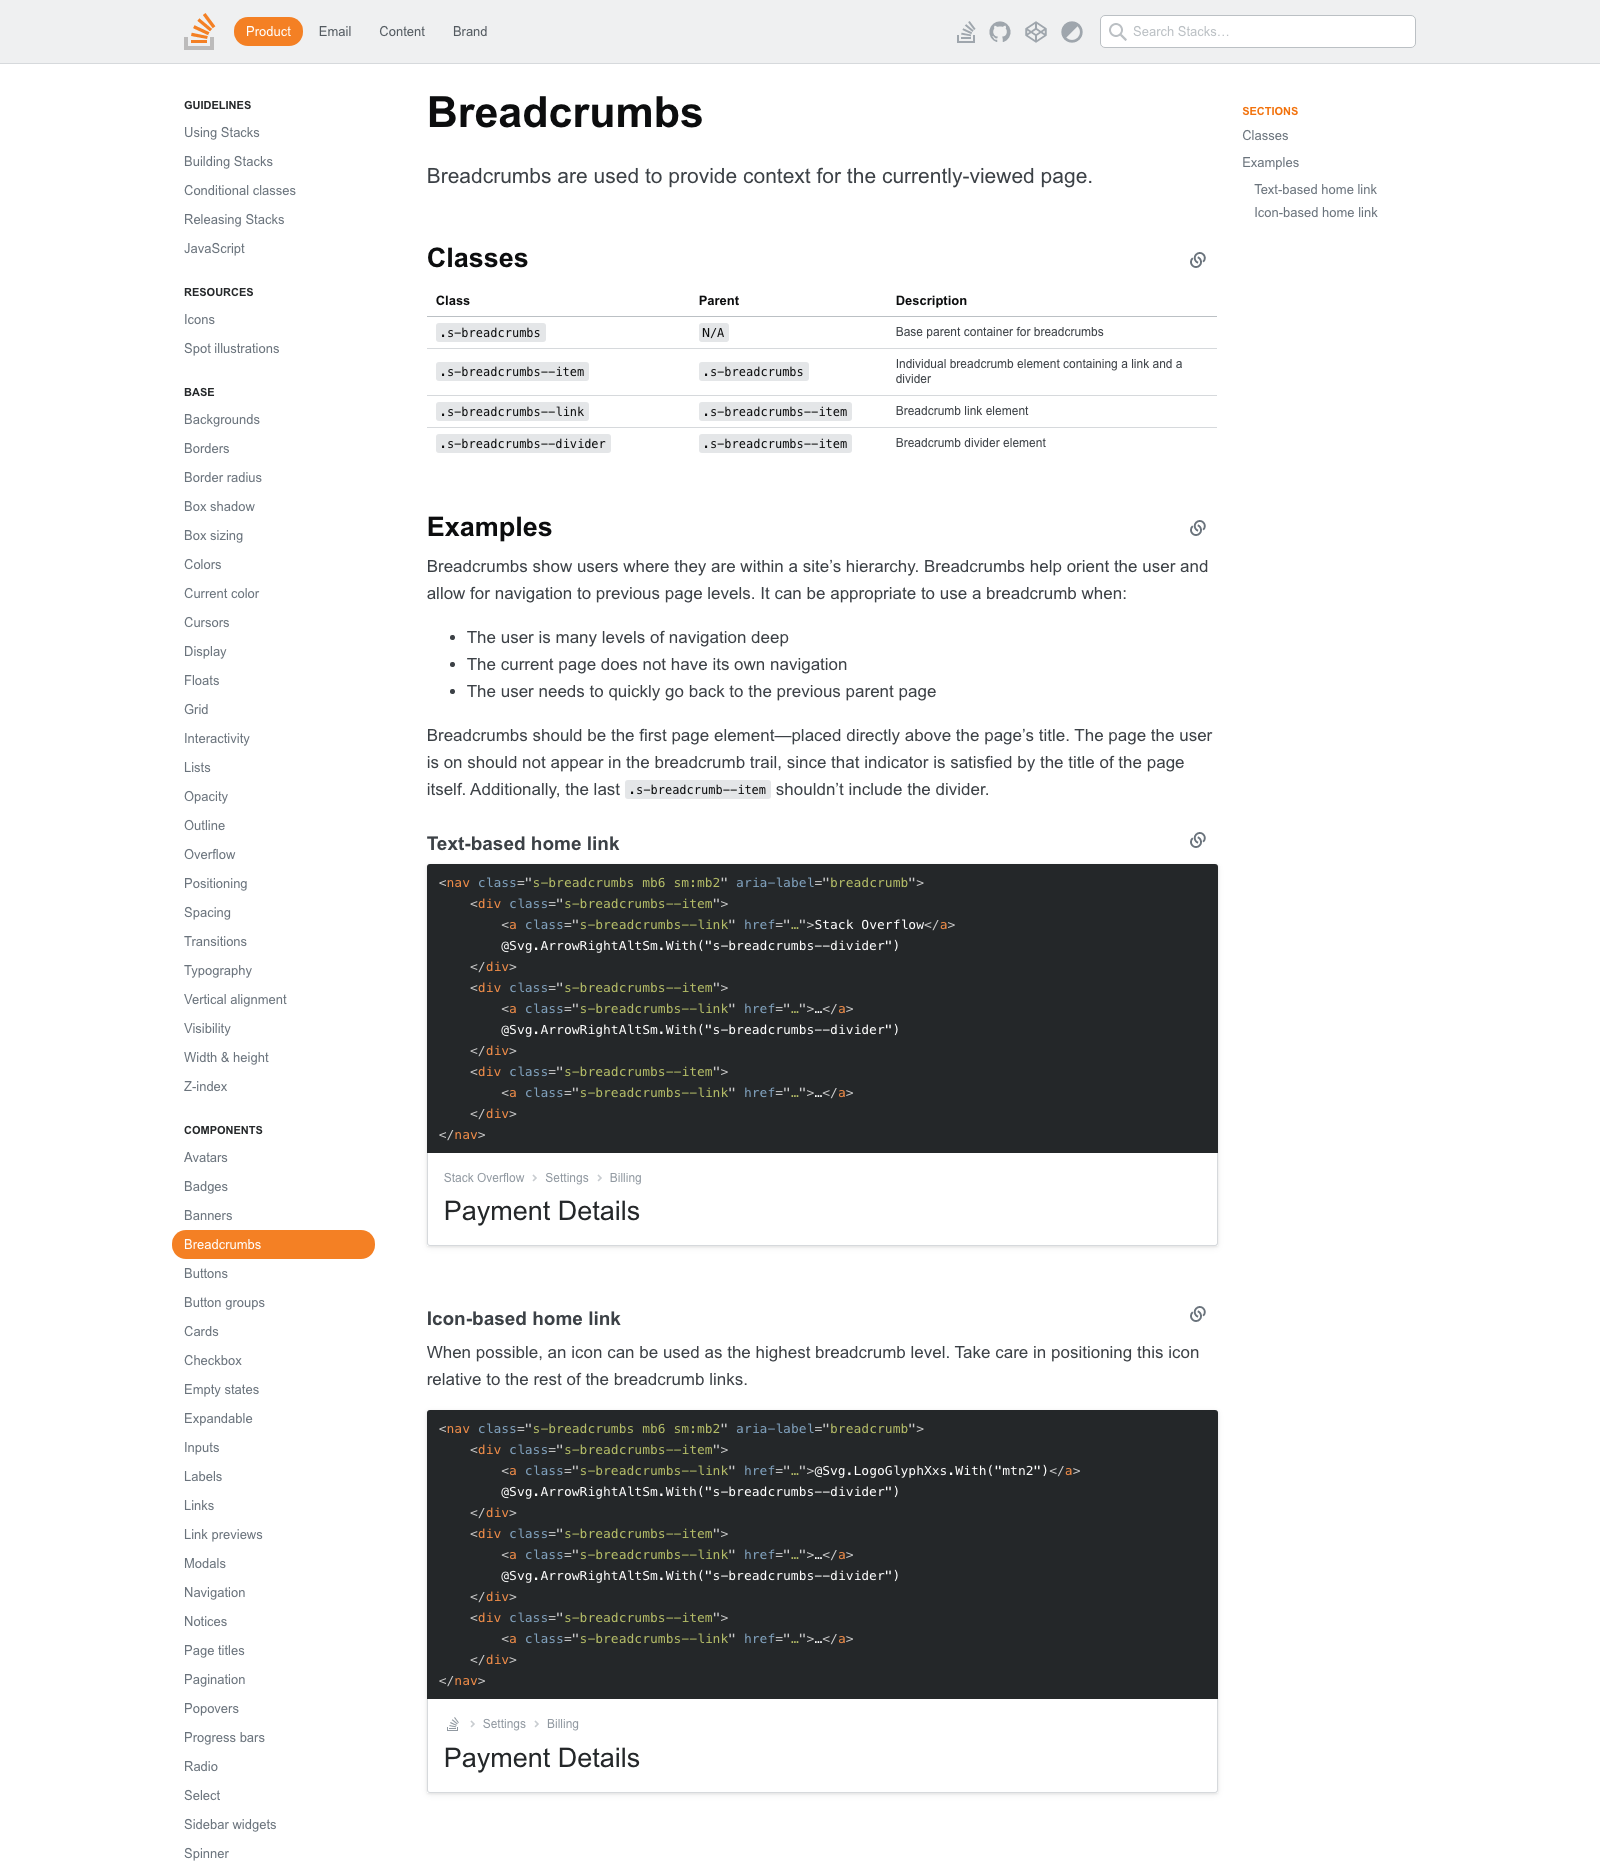 Product
Email
Content
Brand
Search Stacks…
GUIDELINES
Using Stacks
Building Stacks
Conditional classes
Releasing Stacks
JavaScript
RESOURCES
Icons
Spot illustrations
BASE
Backgrounds
Borders
Border radius
Box shadow
Box sizing
Colors
Current color
Cursors
Display
Floats
Grid
Interactivity
Lists
Opacity
Outline
Overflow
Positioning
Spacing
Transitions
Typography
Vertical alignment
Visibility
Width & height
Z-index
COMPONENTS
Avatars
Badges
Banners
Breadcrumbs
Buttons
Button groups
Cards
Checkbox
Empty states
Expandable
Inputs
Labels
Links
Link previews
Modals
Navigation
Notices
Page titles
Pagination
Popovers
Progress bars
Radio
Select
Sidebar widgets
Spinner
Breadcrumbs
Breadcrumbs are used to provide context for the currently-viewed page.
Classes
Class Parent Description
.s-breadcrumbs N/A Base parent container for breadcrumbs
.s-breadcrumbs--item .s-breadcrumbs Individual breadcrumb element containing a link and a
divider
.s-breadcrumbs--link .s-breadcrumbs--item Breadcrumb link element
.s-breadcrumbs--divider .s-breadcrumbs--item Breadcrumb divider element
Examples
Breadcrumbs show users where they are within a site’s hierarchy. Breadcrumbs help orient the user and
allow for navigation to previous page levels. It can be appropriate to use a breadcrumb when:
• The user is many levels of navigation deep
• The current page does not have its own navigation
• The user needs to quickly go back to the previous parent page
Breadcrumbs should be the first page element—placed directly above the page’s title. The page the user
is on should not appear in the breadcrumb trail, since that indicator is satisfied by the title of the page
itself. Additionally, the last .s-breadcrumb--item shouldn’t include the divider.
Text-based home link
<nav class="s-breadcrumbs mb6 sm:mb2" aria-label="breadcrumb">
<div class="s-breadcrumbs--item">
<a class="s-breadcrumbs--link" href="…">Stack Overflow</a>
@Svg.ArrowRightAltSm.With("s-breadcrumbs--divider")
</div>
<div class="s-breadcrumbs--item">
<a class="s-breadcrumbs--link" href="…">…</a>
@Svg.ArrowRightAltSm.With("s-breadcrumbs--divider")
</div>
<div class="s-breadcrumbs--item">
<a class="s-breadcrumbs--link" href="…">…</a>
</div>
</nav>
Stack Overflow > Settings > Billing
Payment Details
Icon-based home link
When possible, an icon can be used as the highest breadcrumb level. Take care in positioning this icon
relative to the rest of the breadcrumb links.
<nav class="s-breadcrumbs mb6 sm:mb2" aria-label="breadcrumb">
<div class="s-breadcrumbs--item">
<a class="s-breadcrumbs--link" href="…">@Svg.LogoGlyphXxs.With("mtn2")</a>
@Svg.ArrowRightAltSm.With("s-breadcrumbs--divider")
</div>
<div class="s-breadcrumbs--item">
<a class="s-breadcrumbs--link" href="…">…</a>
@Svg.ArrowRightAltSm.With("s-breadcrumbs--divider")
</div>
<div class="s-breadcrumbs--item">
<a class="s-breadcrumbs--link" href="…">…</a>
</div>
</nav>
> Settings > Billing
Payment Details
SECTIONS
Classes
Examples
Text-based home link
Icon-based home link